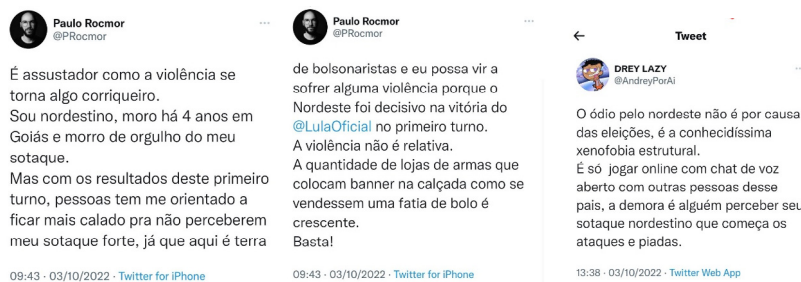 Paulo Rocmor
@PRocmor
É assustador como a violência se
torna algo corriqueiro.
Sou nordestino, moro há 4 anos em
Goiás e morro de orgulho do meu
sotaque.
Mas com os resultados deste primeiro
turno, pessoas tem me orientado a
ficar mais calado pra não perceberem
meu sotaque forte, já que aqui é terra
09:43 · 03/10/2022 · Twitter for iPhone
Paulo Rocmor
@PRocmor
de bolsonaristas e eu possa vir a
sofrer alguma violência porque o
Nordeste foi decisivo na vitória do
@LulaOficial no primeiro turno.
A violência não é relativa.
A quantidade de lojas de armas que
colocam banner na calçada como se
vendessem uma fatia de bolo é
crescente.
Basta!
09:43 · 03/10/2022 · Twitter for iPhone
Tweet
DREY LAZY
@AndreyPorAi
O ódio pelo nordeste não é por causa
das eleições, é a conhecidíssima
xenofobia estrutural.
É só jogar online com chat de voz
aberto com outras pessoas desse
pais, a demora é alguém perceber seu
sotaque nordestino que começa os
ataques e piadas.
13:38 · 03/10/2022 · Twitter Web App